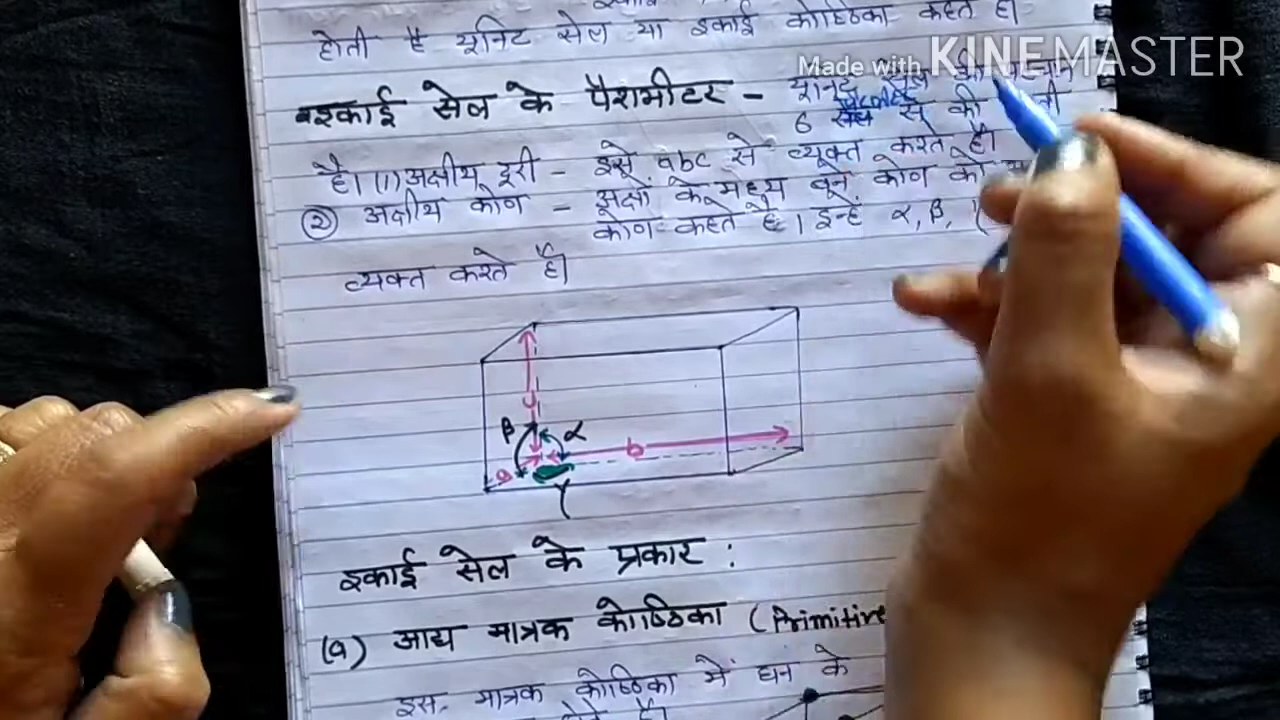 होती है यूनिट सेल या इकाई कोष्ठिका कहते है।
Made with KINEMASTER
इकाई सेल के पैरामीटर - यूनिट सेल की
6 से की
है। (1) अक्षीय दूरी - इसे abc से व्यक्त करते है।
② अक्षीय कोण - अक्षो के मध्य बने कोण को
कोण कहते है। इन्हें α, β,
व्यक्त करते है।
β α
b
a
γ
इकाई सेल के प्रकार :
(a) आद्य मात्रक कोष्ठिका (Primitive
इस मात्रक कोष्ठिका में घन के